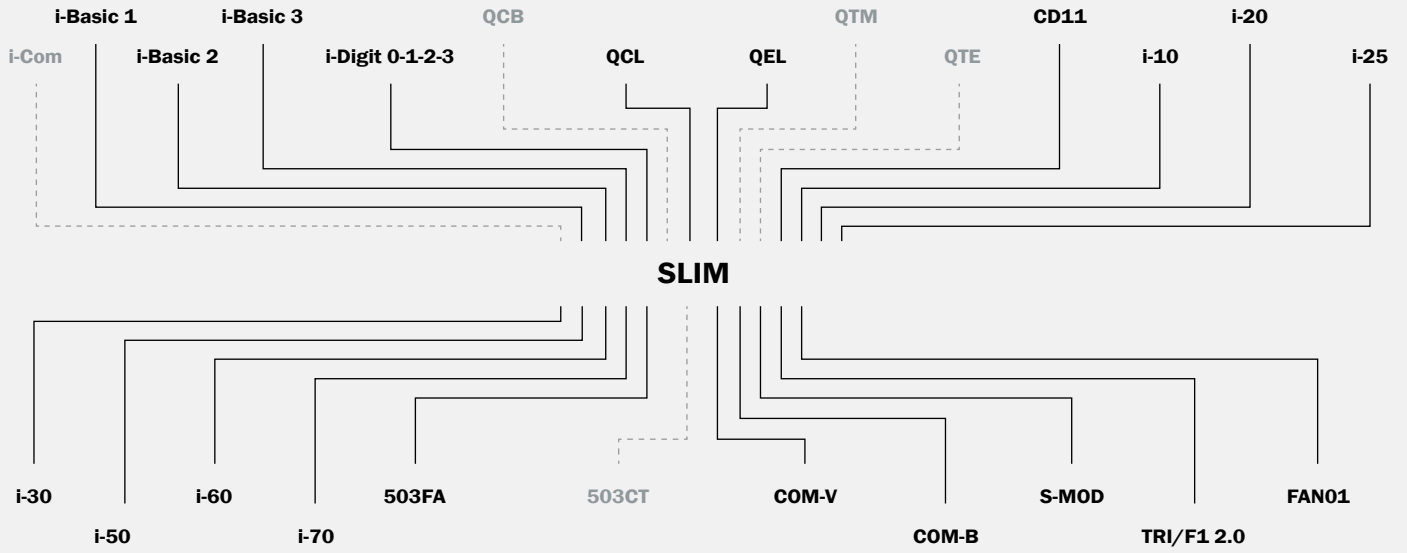 i-Basic 1
i-Basic 3
QCB
QTM
CD11
i-20
i-Com
i-Basic 2
i-Digit 0-1-2-3
QCL
QEL
QTE
i-10
i-25
SLIM
i-30
i-60
503FA
503CT
COM-V
S-MOD
FAN01
i-50
i-70
COM-B
TRI/F1 2.0